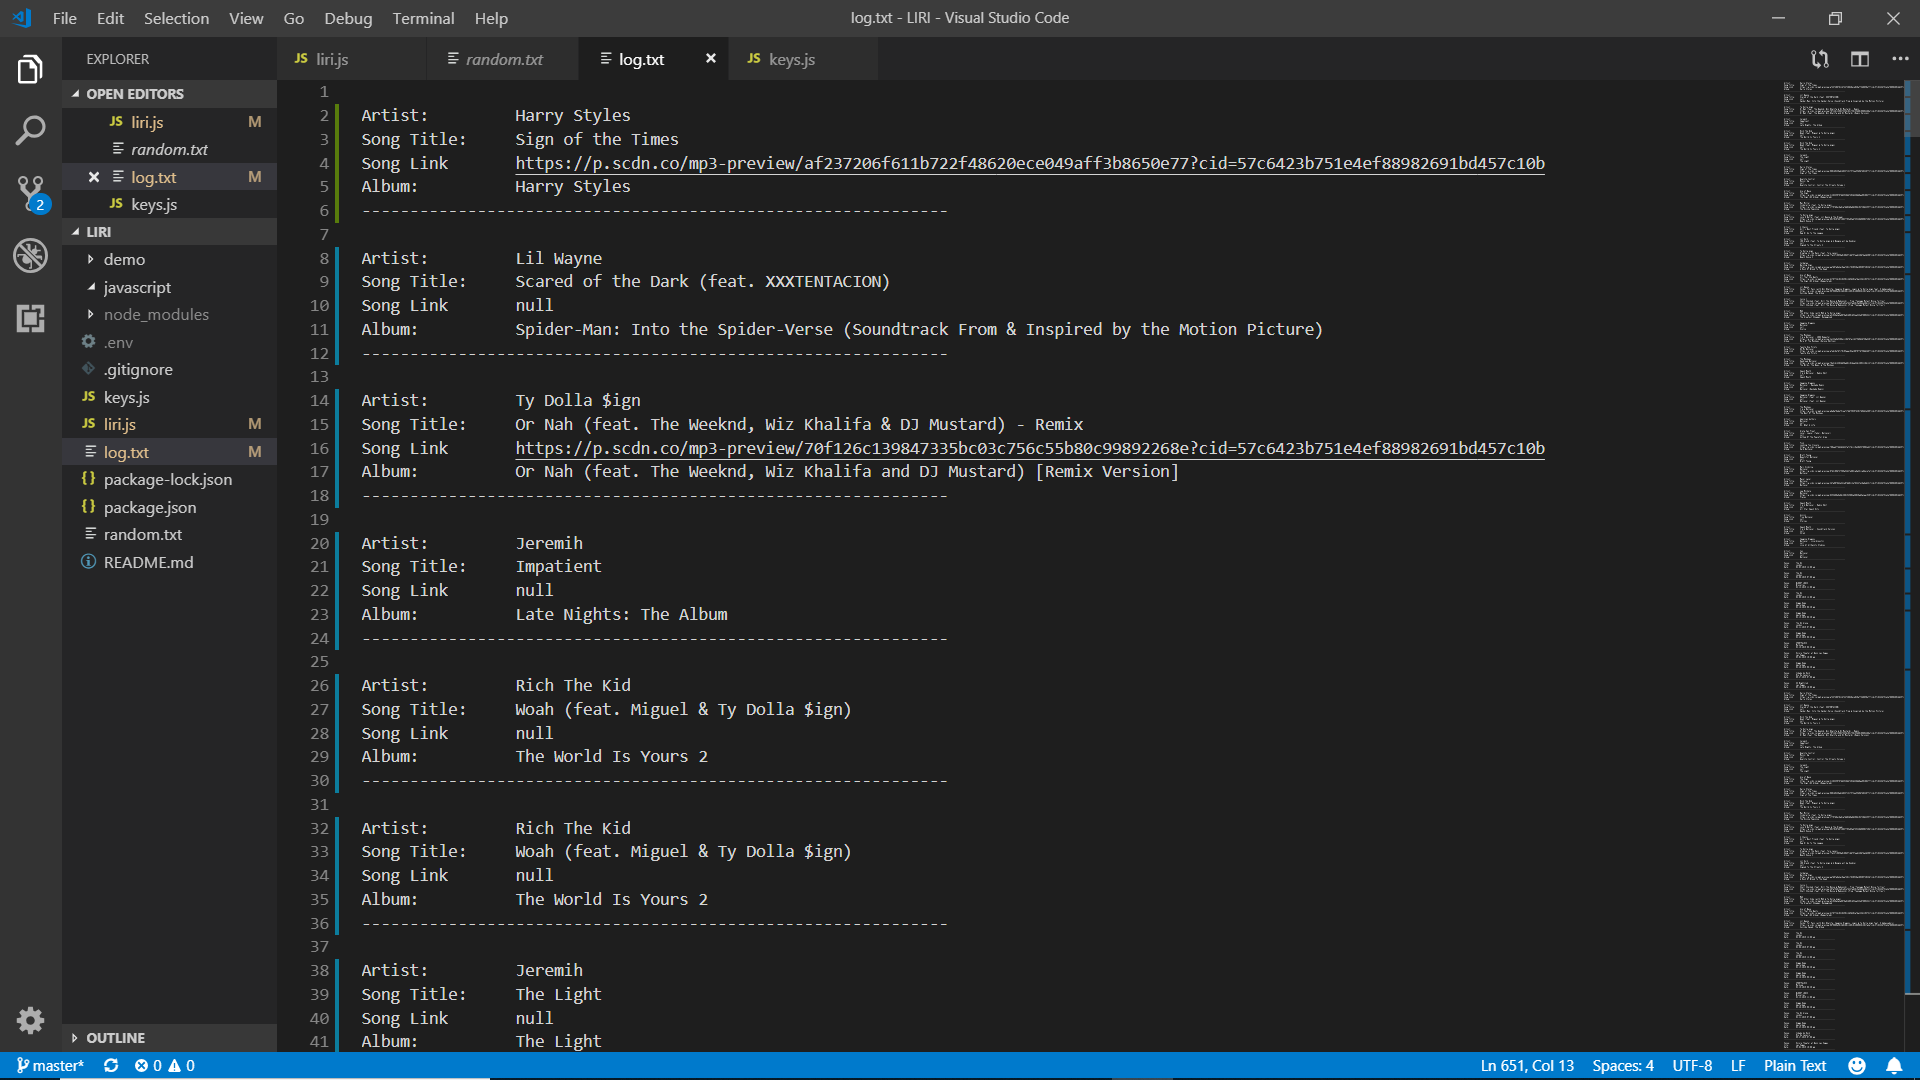 File Edit Selection View Go Debug Terminal Help
log.txt - LIRI - Visual Studio Code
EXPLORER
OPEN EDITORS
JS liri.js M
random.txt
log.txt M
JS keys.js
LIRI
demo
javascript
node_modules
.env
.gitignore
JS keys.js
JS liri.js M
log.txt M
{} package-lock.json
{} package.json
random.txt
README.md
OUTLINE
2
JS liri.js
random.txt
log.txt
JS keys.js
1
2 Artist: Harry Styles
3 Song Title: Sign of the Times
4 Song Link https://p.scdn.co/mp3-preview/af237206f611b722f48620ece049aff3b8650e77?cid=57c6423b751e4ef88982691bd457c10b
5 Album: Harry Styles
6 -------------------------------------------------------------
7
8 Artist: Lil Wayne
9 Song Title: Scared of the Dark (feat. XXXTENTACION)
10 Song Link null
11 Album: Spider-Man: Into the Spider-Verse (Soundtrack From & Inspired by the Motion Picture)
12 -------------------------------------------------------------
13
14 Artist: Ty Dolla $ign
15 Song Title: Or Nah (feat. The Weeknd, Wiz Khalifa & DJ Mustard) - Remix
16 Song Link https://p.scdn.co/mp3-preview/70f126c139847335bc03c756c55b80c99892268e?cid=57c6423b751e4ef88982691bd457c10b
17 Album: Or Nah (feat. The Weeknd, Wiz Khalifa and DJ Mustard) [Remix Version]
18 -------------------------------------------------------------
19
20 Artist: Jeremih
21 Song Title: Impatient
22 Song Link null
23 Album: Late Nights: The Album
24 -------------------------------------------------------------
25
26 Artist: Rich The Kid
27 Song Title: Woah (feat. Miguel & Ty Dolla $ign)
28 Song Link null
29 Album: The World Is Yours 2
30 -------------------------------------------------------------
31
32 Artist: Rich The Kid
33 Song Title: Woah (feat. Miguel & Ty Dolla $ign)
34 Song Link null
35 Album: The World Is Yours 2
36 -------------------------------------------------------------
37
38 Artist: Jeremih
39 Song Title: The Light
40 Song Link null
41 Album: The Light
master* 0 0
Ln 651, Col 13 Spaces: 4 UTF-8 LF Plain Text